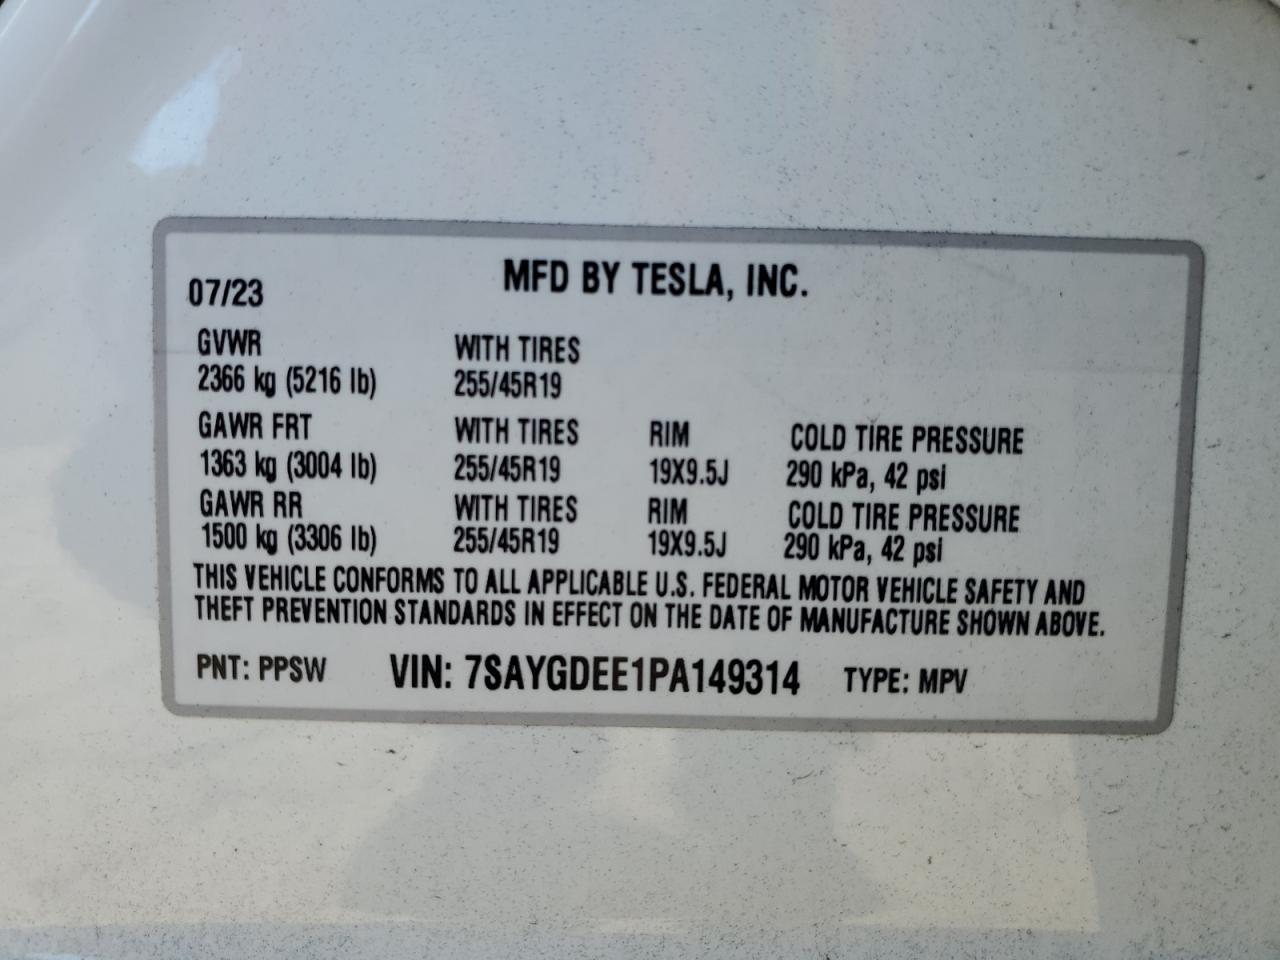 MFD BY TESLA, INC.
07/23
GVWR WITH TIRES
2366 kg (5216 lb) 255/45R19
GAWR FRT WITH TIRES RIM COLD TIRE PRESSURE
1363 kg (3004 lb) 255/45R19 19X9.5J 290 kPa, 42 psi
GAWR RR WITH TIRES RIM COLD TIRE PRESSURE
1500 kg (3306 lb) 255/45R19 19X9.5J 290 kPa, 42 psi
THIS VEHICLE CONFORMS TO ALL APPLICABLE U.S. FEDERAL MOTOR VEHICLE SAFETY AND
THEFT PREVENTION STANDARDS IN EFFECT ON THE DATE OF MANUFACTURE SHOWN ABOVE.
PNT: PPSW VIN: 7SAYGDEE1PA149314 TYPE: MPV